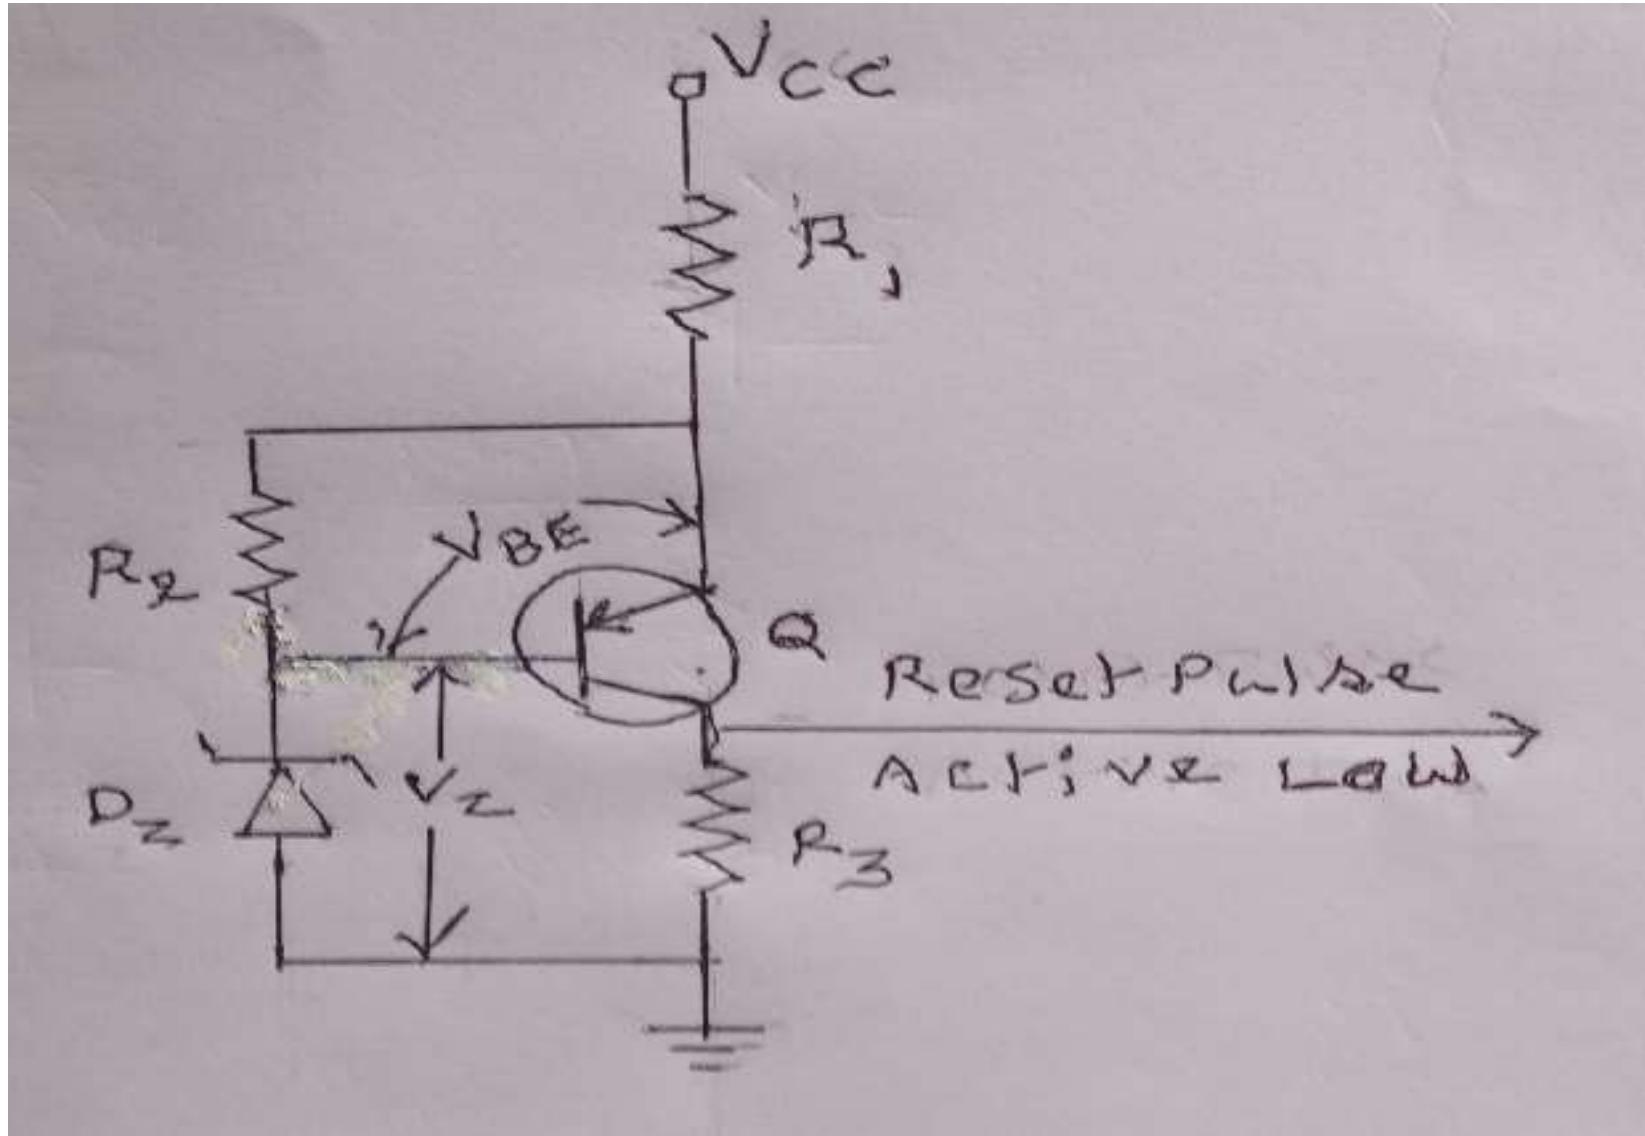 VCC
R1
VBE
R2
Q
Reset Pulse
Active Low
DZ
VZ
R3